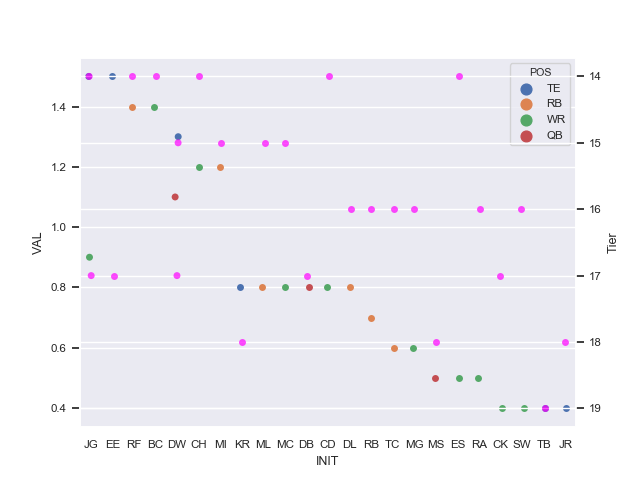 POS
TE
RB
WR
QB
1.4
1.2
1.0
0.8
0.6
0.4
VAL
14
15
16
17
18
19
Tier
JG EE RF BC DW CH MI KR ML MC DB CD DL RB TC MG MS ES RA CK SW TB JR
INIT